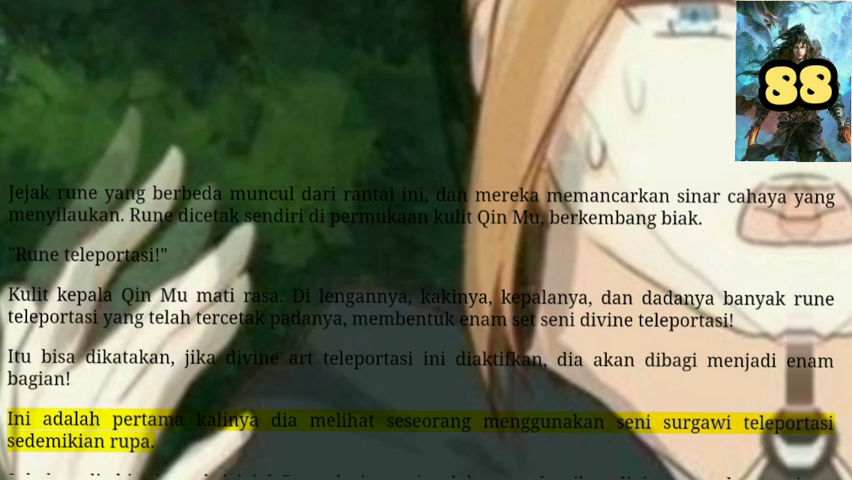 88
Jejak rune yang berbeda muncul dari rantai ini, dan mereka memancarkan sinar cahaya yang
menyilaukan. Rune dicetak sendiri di permukaan kulit Qin Mu, berkembang biak.
"Rune teleportasi!"
Kulit kepala Qin Mu mati rasa. Di lengannya, kakinya, kepalanya, dan dadanya banyak rune
teleportasi yang telah tercetak padanya, membentuk enam set seni divine teleportasi!
Itu bisa dikatakan, jika divine art teleportasi ini diaktifkan, dia akan dibagi menjadi enam
bagian!
Ini adalah pertama kalinya dia melihat seseorang menggunakan seni surgawi teleportasi
sedemikian rupa.